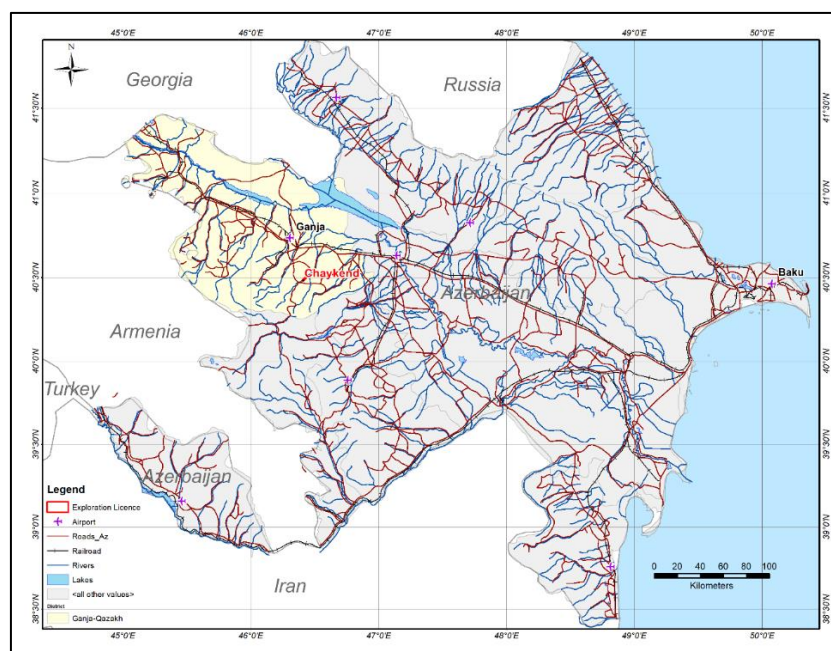 45°0'E 46°0'E 47°0'E 48°0'E 49°0'E 50°0'E
N
Georgia
Russia
41°30'N 41°30'N
41°0'N 41°0'N
Ganja
40°30'N 40°30'N
Chaykend
Baku
Azerbaijan
Armenia
40°0'N 40°0'N
Turkey
39°30'N 39°30'N
Azerbaijan
Legend
Exploration Licence
Airport
Roads_Az
Railroad
Rivers
Lakes
<all other values>
District
Ganja-Qazakh
39°0'N 39°0'N
Iran
0 20 40 60 80 100
Kilometers
38°30'N 38°30'N
45°0'E 46°0'E 47°0'E 48°0'E 49°0'E 50°0'E